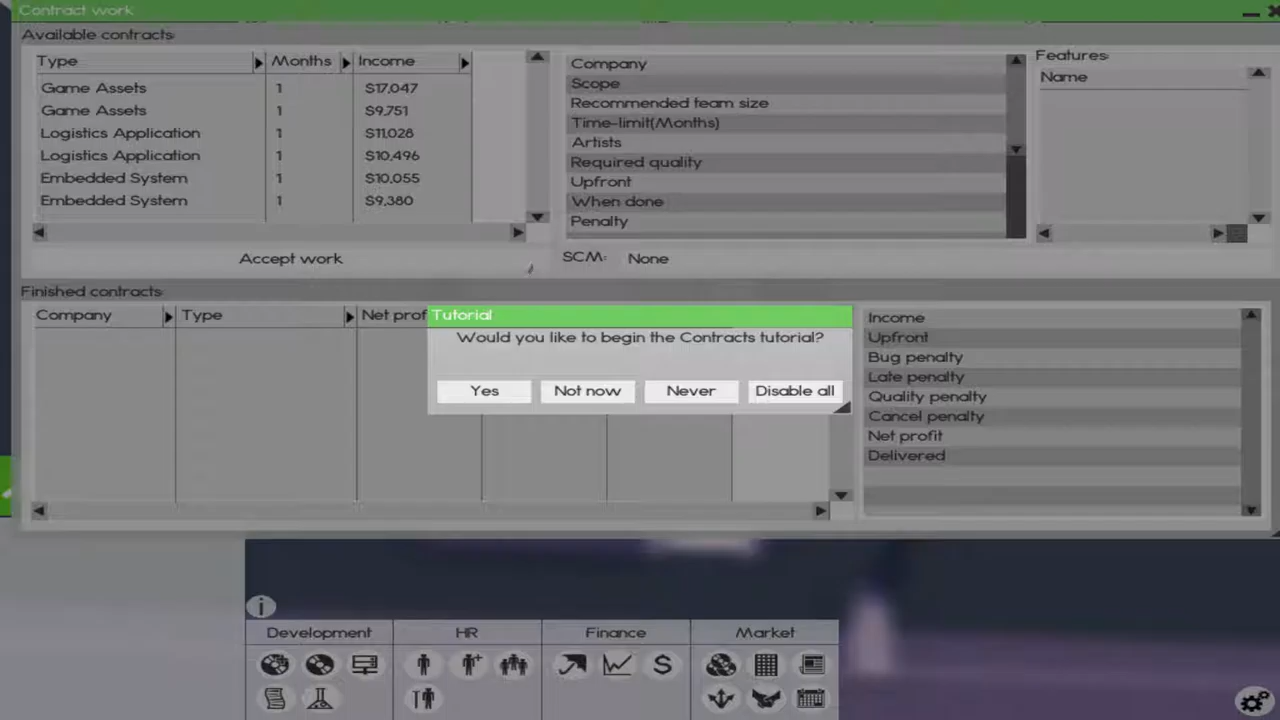 Contract work
Available contracts:
Type Months Income
Game Assets 1 $17,047
Game Assets 1 $9,751
Logistics Application 1 $11,028
Logistics Application 1 $10,496
Embedded System 1 $10,055
Embedded System 1 $9,380
Accept work
Company
Scope
Recommended team size
Time-limit(Months)
Artists
Required quality
Upfront
When done
Penalty
SCM: None
Features:
Name
Finished contracts:
Company Type Net prof
Tutorial
Would you like to begin the Contracts tutorial?
Yes Not now Never Disable all
Income
Upfront
Bug penalty
Late penalty
Quality penalty
Cancel penalty
Net profit
Delivered
Development HR Finance Market